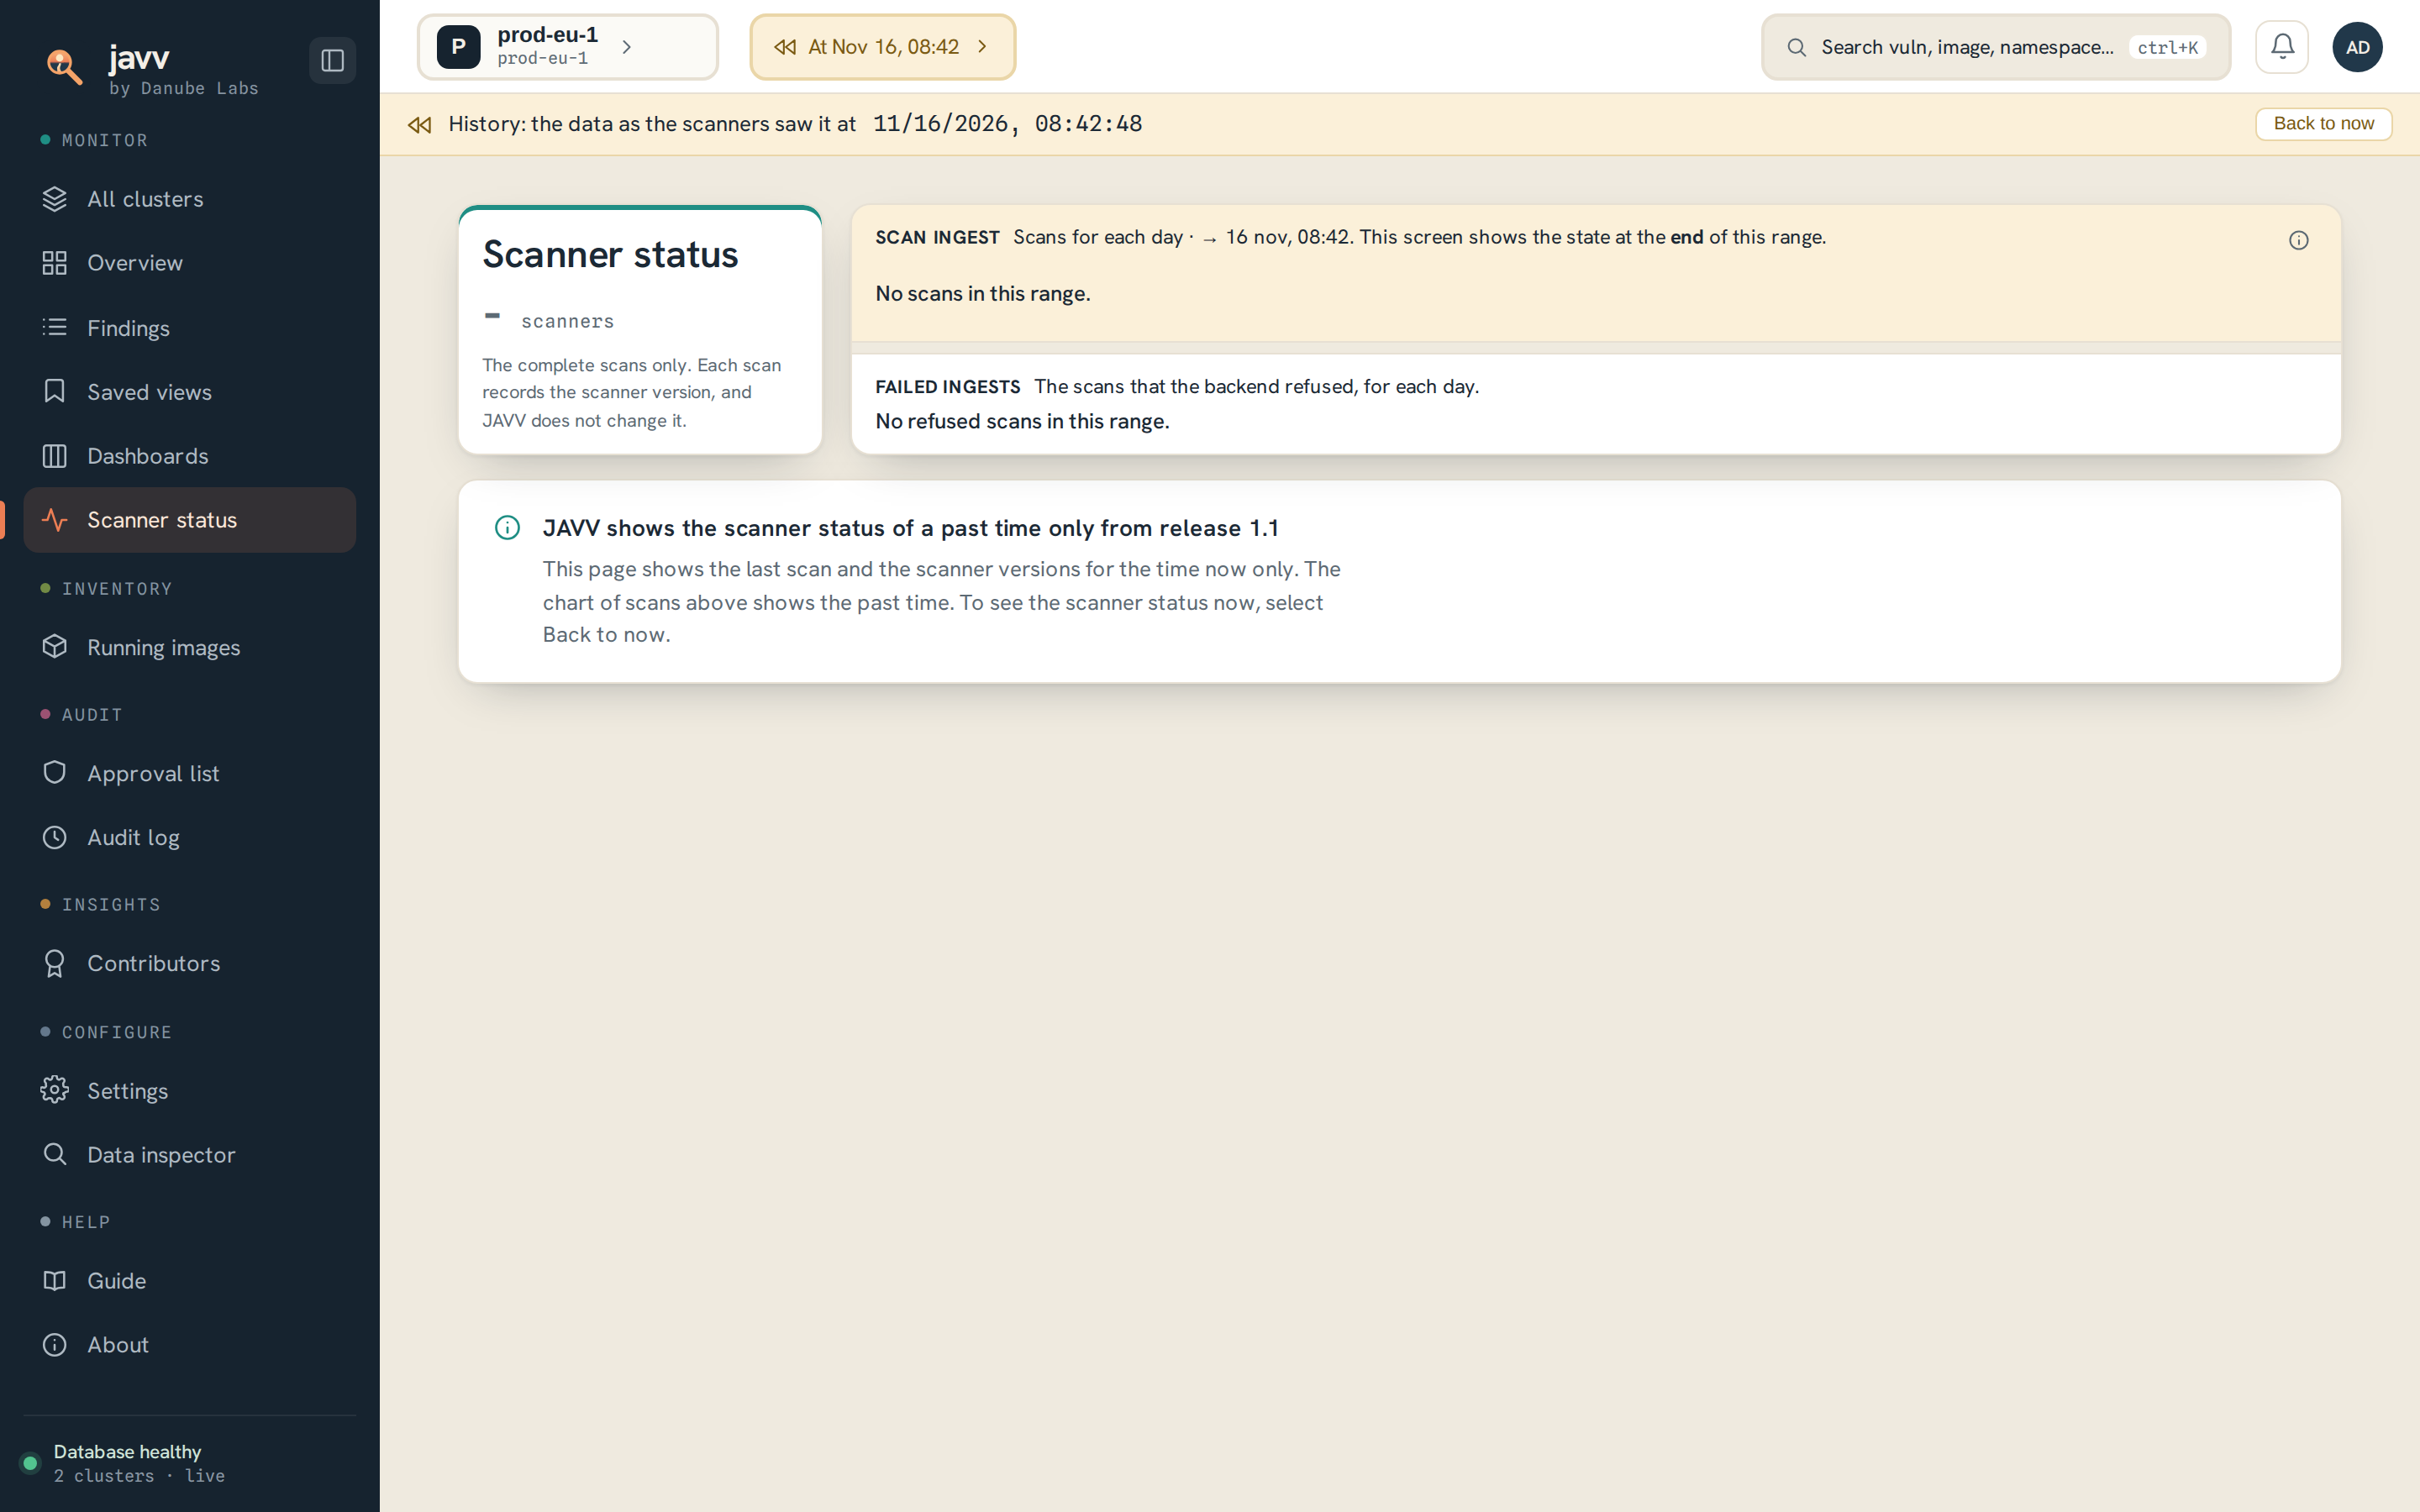 javv
by Danube Labs
MONITOR
All clusters
Overview
Findings
Saved views
Dashboards
Scanner status
INVENTORY
Running images
AUDIT
Approval list
Audit log
INSIGHTS
Contributors
CONFIGURE
Settings
Data inspector
HELP
Guide
About
Database healthy
2 clusters · live
P
prod-eu-1
prod-eu-1
At Nov 16, 08:42
Search vuln, image, namespace...
ctrl+K
AD
History: the data as the scanners saw it at 11/16/2026, 08:42:48
Back to now
Scanner status
- scanners
The complete scans only. Each scan
records the scanner version, and
JAVV does not change it.
SCAN INGEST Scans for each day · → 16 nov, 08:42. This screen shows the state at the end of this range.
No scans in this range.
FAILED INGESTS The scans that the backend refused, for each day.
No refused scans in this range.
JAVV shows the scanner status of a past time only from release 1.1
This page shows the last scan and the scanner versions for the time now only. The
chart of scans above shows the past time. To see the scanner status now, select
Back to now.